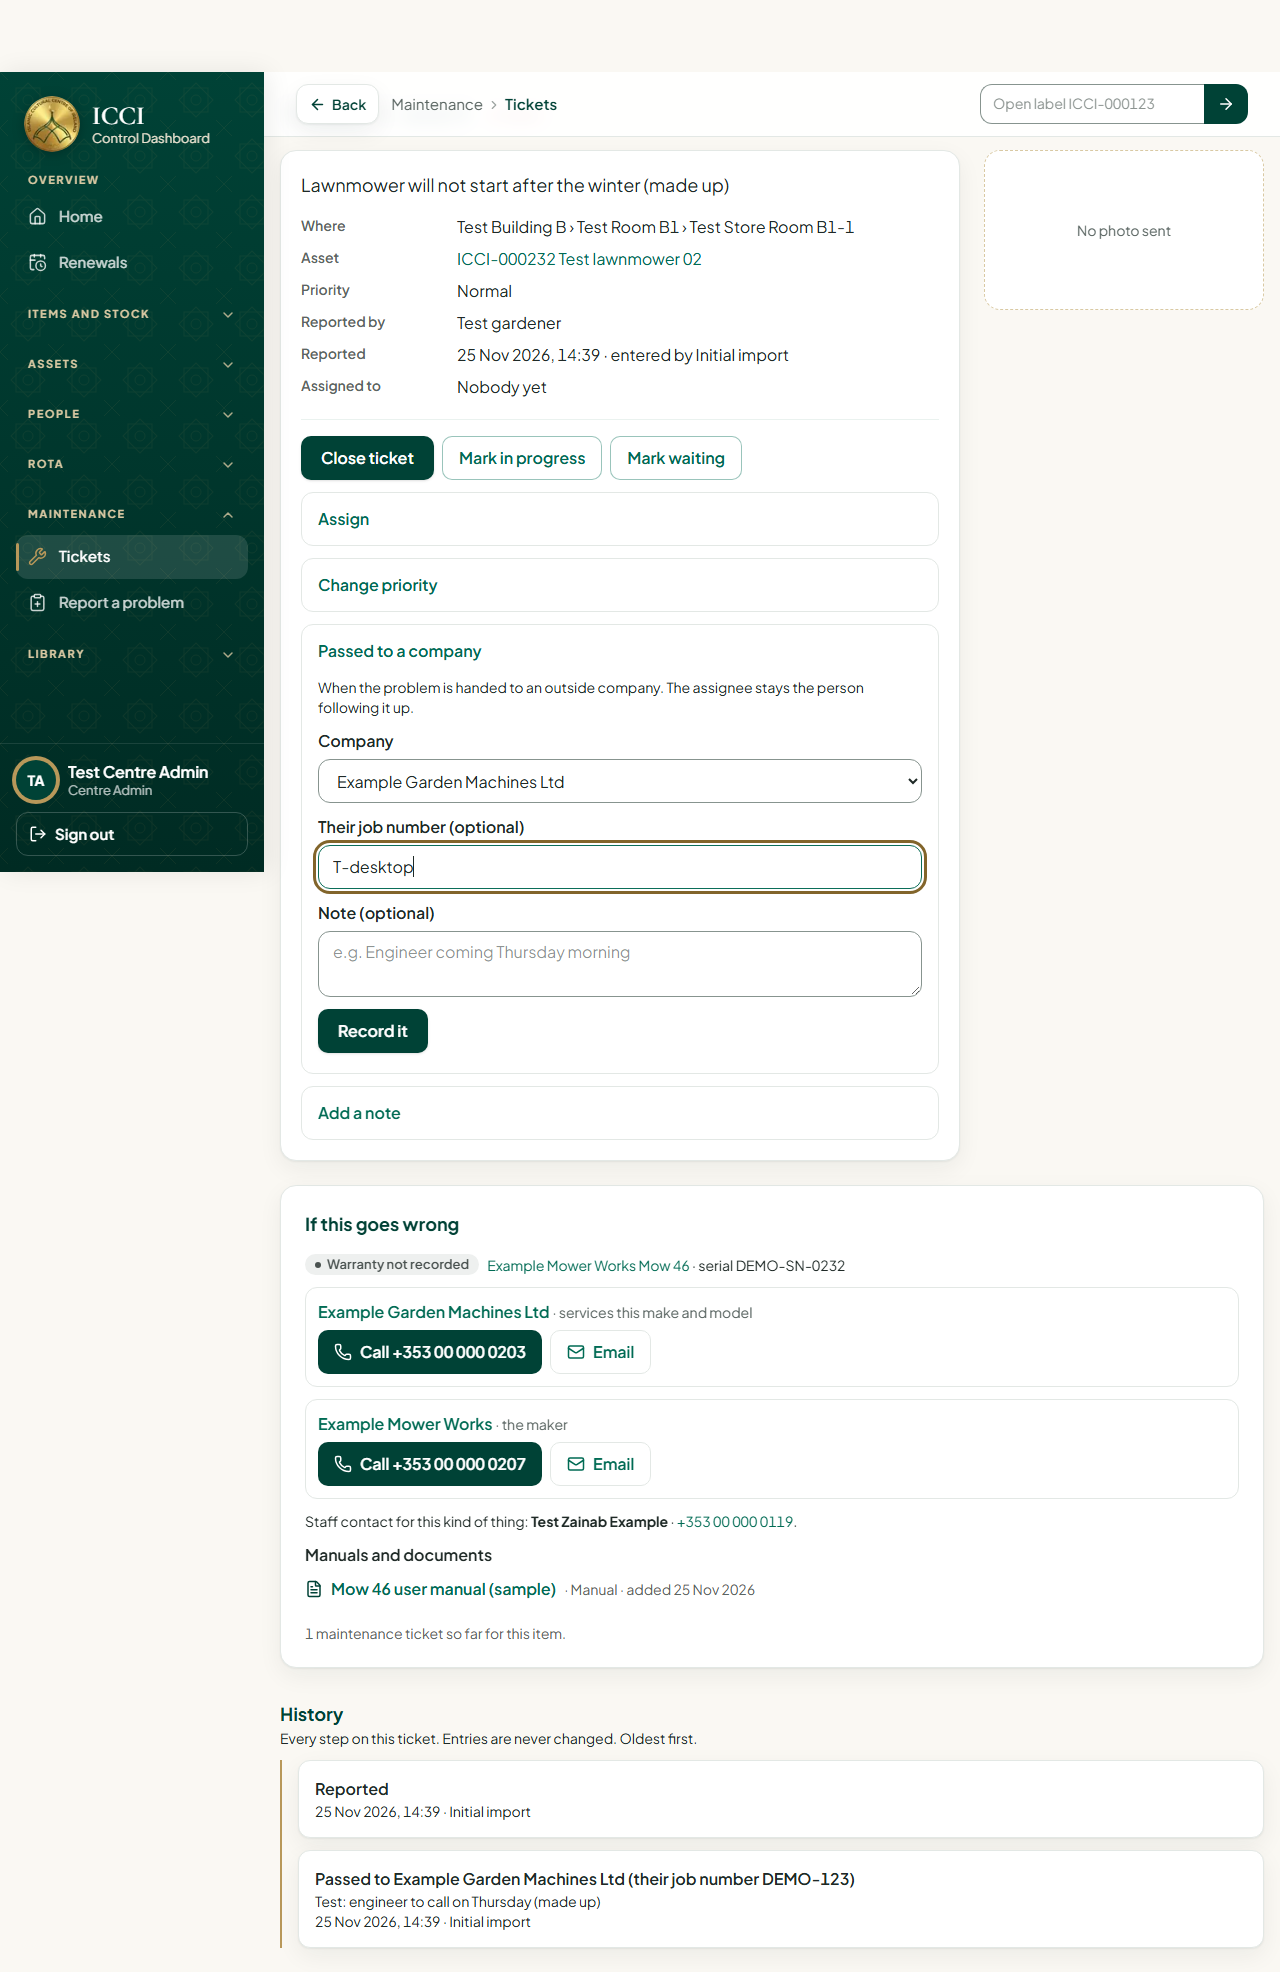 ICCI
Control Dashboard
OVERVIEW
Home
Renewals
ITEMS AND STOCK
ASSETS
PEOPLE
ROTA
MAINTENANCE
Tickets
Report a problem
LIBRARY
TA
Test Centre Admin
Centre Admin
Sign out
Back
Maintenance › Tickets
Open label ICCI-000123
Lawnmower will not start after the winter (made up)
Where Test Building B › Test Room B1 › Test Store Room B1-1
Asset ICCI-000232 Test lawnmower 02
Priority Normal
Reported by Test gardener
Reported 25 Nov 2026, 14:39 · entered by Initial import
Assigned to Nobody yet
Close ticket Mark in progress Mark waiting
Assign
Change priority
Passed to a company
When the problem is handed to an outside company. The assignee stays the person
following it up.
Company
Example Garden Machines Ltd
Their job number (optional)
T-desktop
Note (optional)
e.g. Engineer coming Thursday morning
Record it
Add a note
No photo sent
If this goes wrong
Warranty not recorded Example Mower Works Mow 46 · serial DEMO-SN-0232
Example Garden Machines Ltd · services this make and model
Call +353 00 000 0203 Email
Example Mower Works · the maker
Call +353 00 000 0207 Email
Staff contact for this kind of thing: Test Zainab Example · +353 00 000 0119.
Manuals and documents
Mow 46 user manual (sample) · Manual · added 25 Nov 2026
1 maintenance ticket so far for this item.
History
Every step on this ticket. Entries are never changed. Oldest first.
Reported
25 Nov 2026, 14:39 · Initial import
Passed to Example Garden Machines Ltd (their job number DEMO-123)
Test: engineer to call on Thursday (made up)
25 Nov 2026, 14:39 · Initial import